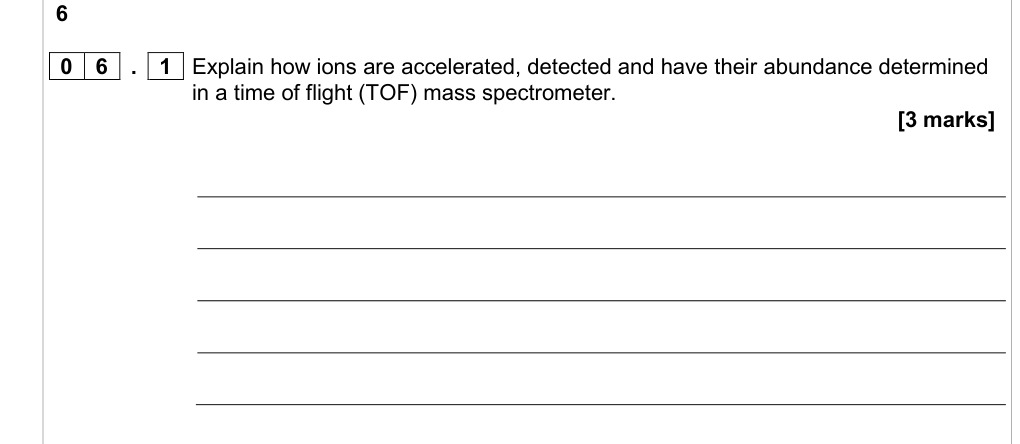 6
0 6 . 1 Explain how ions are accelerated, detected and have their abundance determined
in a time of flight (TOF) mass spectrometer.
[3 marks]